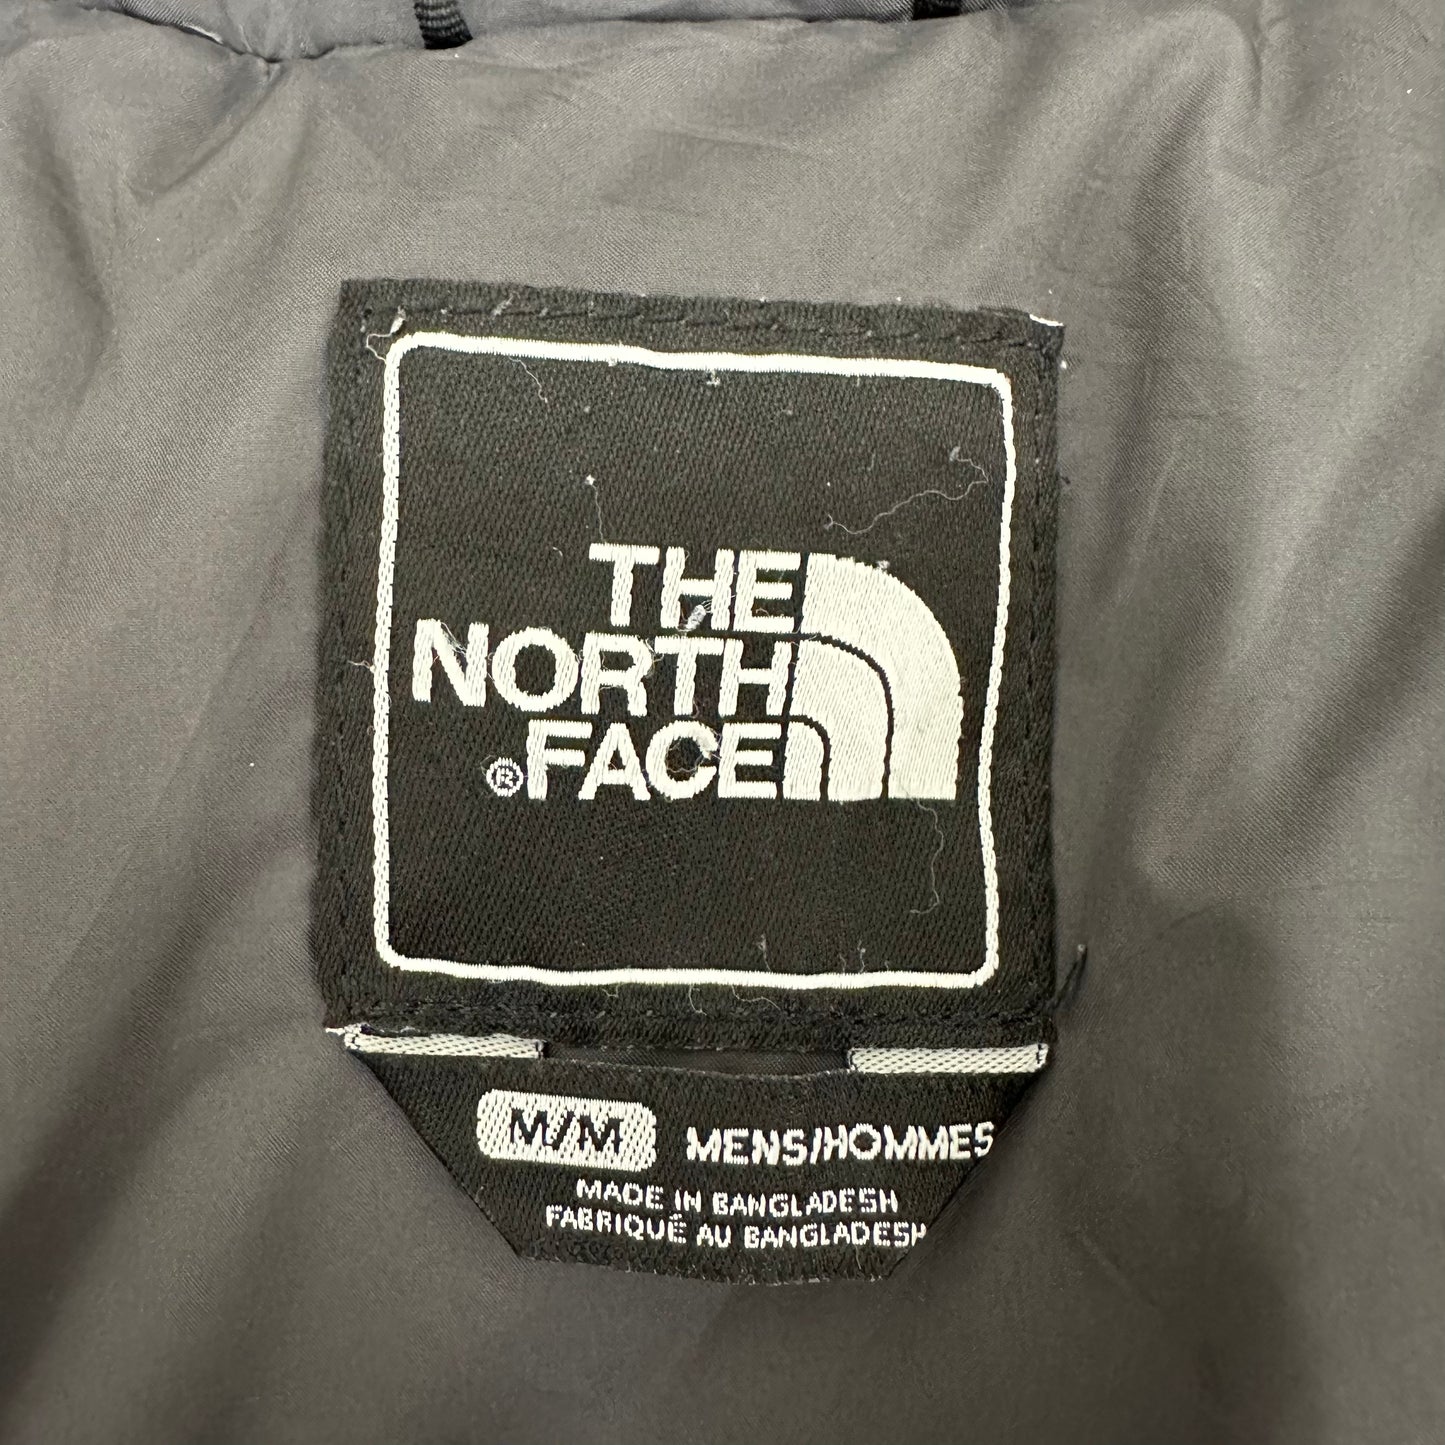 THE
NORTH
®FACE
M/M MENS/HOMMES
MADE IN BANGLADESH
FABRIQUÉ AU BANGLADESH